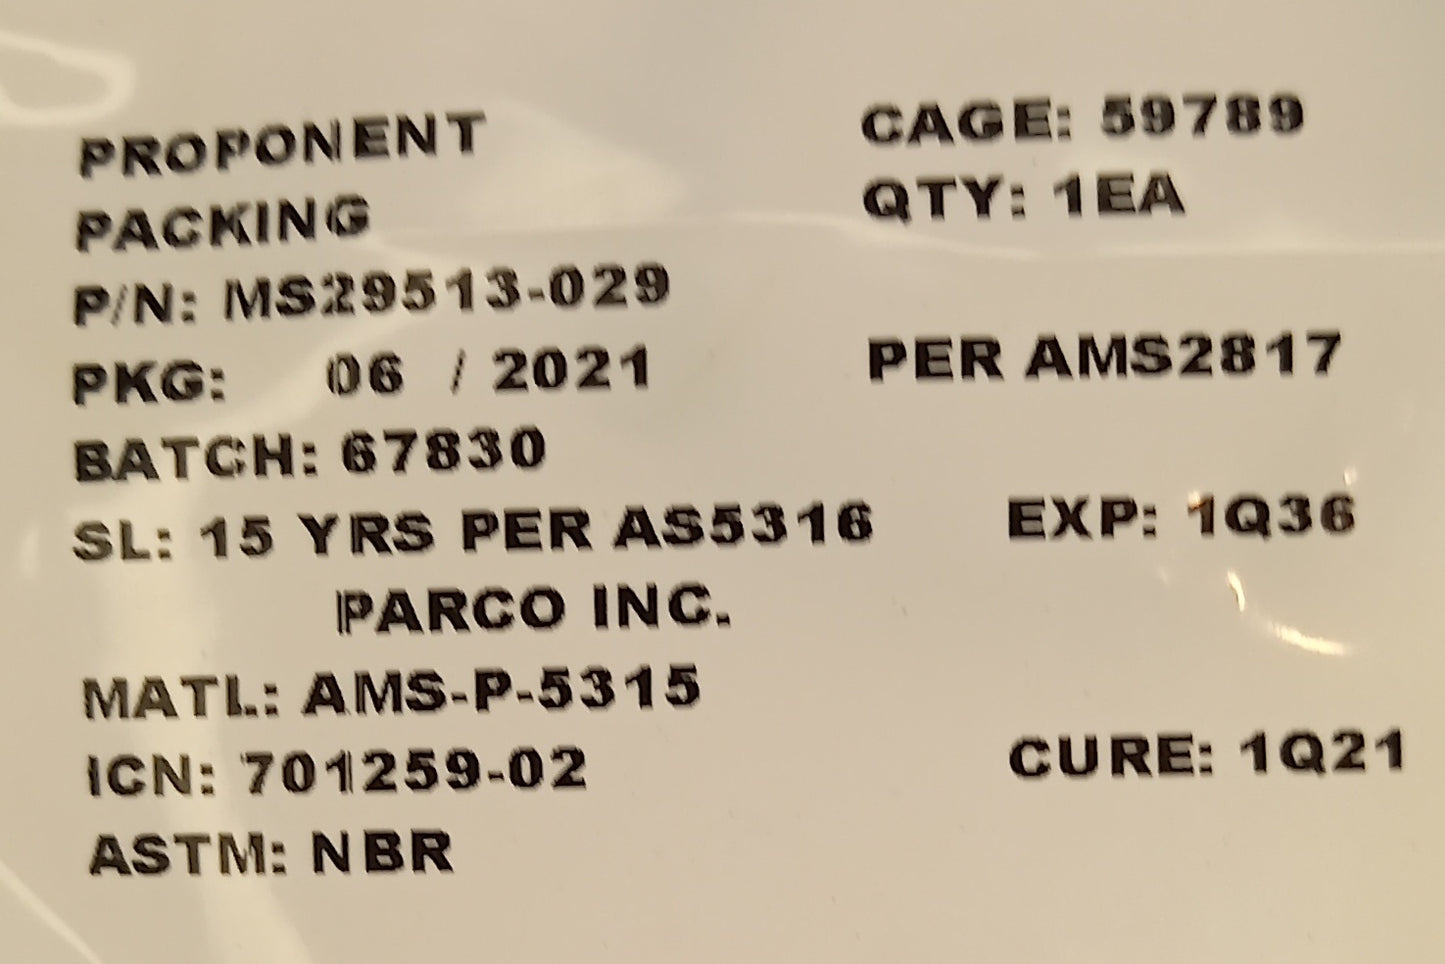 PROPONENT CAGE: 59789
PACKING QTY: 1EA
P/N: MS29513-029
PKG: 06 / 2021 PER AMS2817
BATCH: 67830
SL: 15 YRS PER AS5316 EXP: 1Q36
PARCO INC.
MATL: AMS-P-5315
ICN: 701259-02 CURE: 1Q21
ASTM: NBR